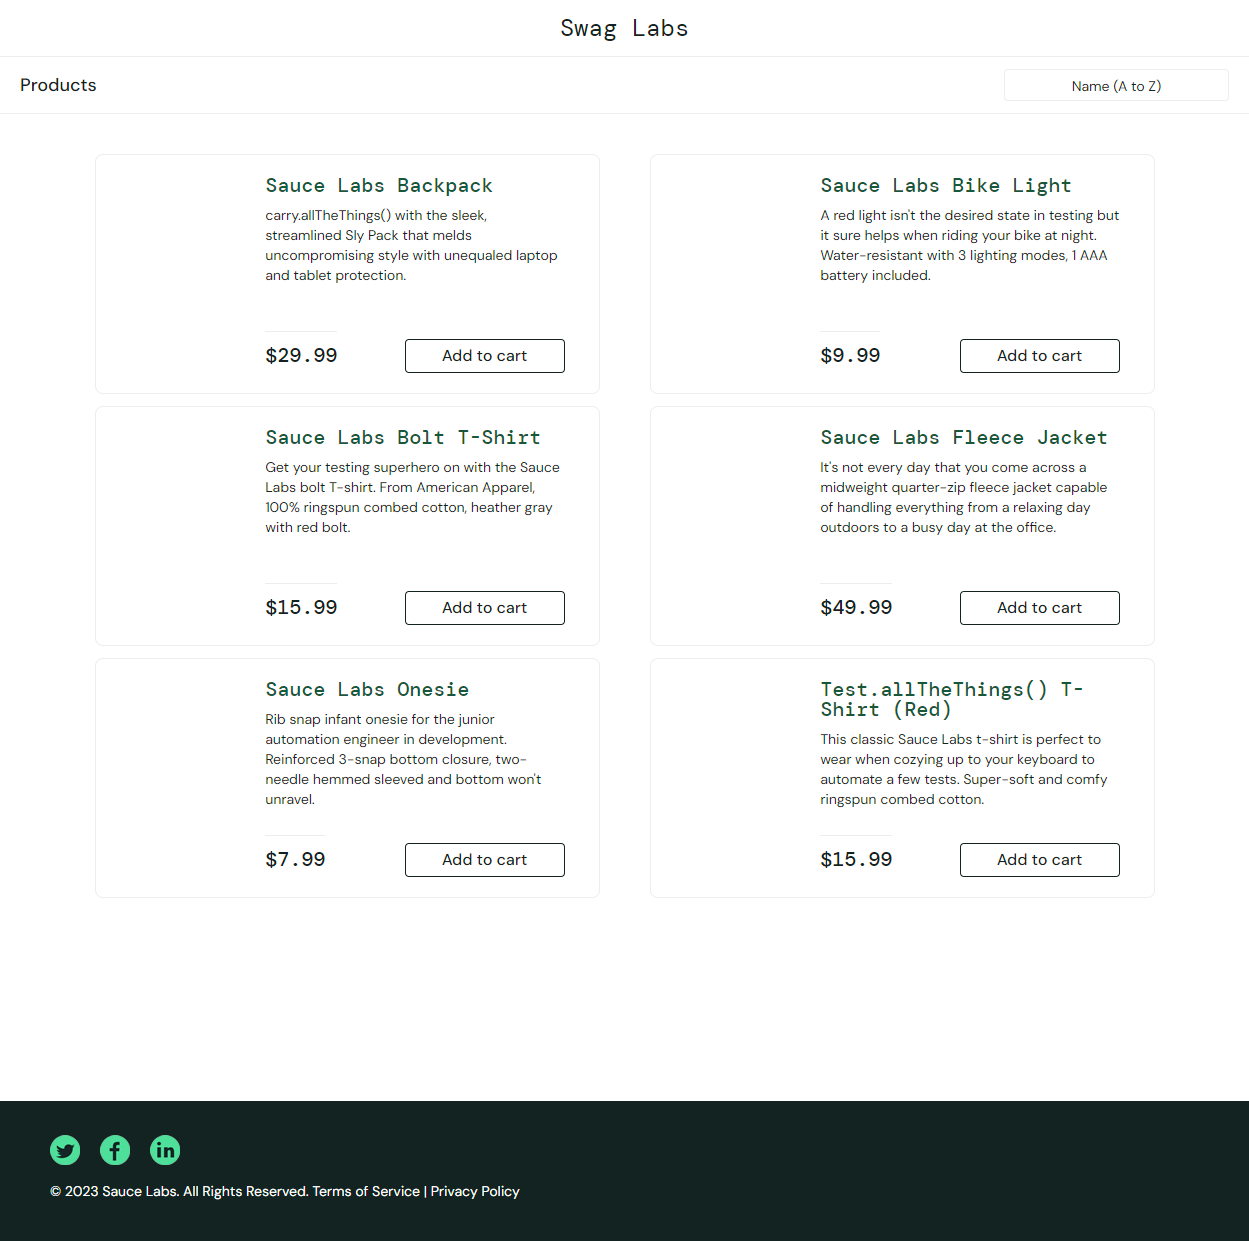 Swag Labs
Products
Name (A to Z)
Sauce Labs Backpack
carry.allTheThings() with the sleek,
streamlined Sly Pack that melds
uncompromising style with unequaled laptop
and tablet protection.
$29.99
Add to cart
Sauce Labs Bike Light
A red light isn't the desired state in testing but
it sure helps when riding your bike at night.
Water-resistant with 3 lighting modes, 1 AAA
battery included.
$9.99
Add to cart
Sauce Labs Bolt T-Shirt
Get your testing superhero on with the Sauce
Labs bolt T-shirt. From American Apparel,
100% ringspun combed cotton, heather gray
with red bolt.
$15.99
Add to cart
Sauce Labs Fleece Jacket
It's not every day that you come across a
midweight quarter-zip fleece jacket capable
of handling everything from a relaxing day
outdoors to a busy day at the office.
$49.99
Add to cart
Sauce Labs Onesie
Rib snap infant onesie for the junior
automation engineer in development.
Reinforced 3-snap bottom closure, two-
needle hemmed sleeved and bottom won't
unravel.
$7.99
Add to cart
Test.allTheThings() T-
Shirt (Red)
This classic Sauce Labs t-shirt is perfect to
wear when cozying up to your keyboard to
automate a few tests. Super-soft and comfy
ringspun combed cotton.
$15.99
Add to cart
© 2023 Sauce Labs. All Rights Reserved. Terms of Service | Privacy Policy